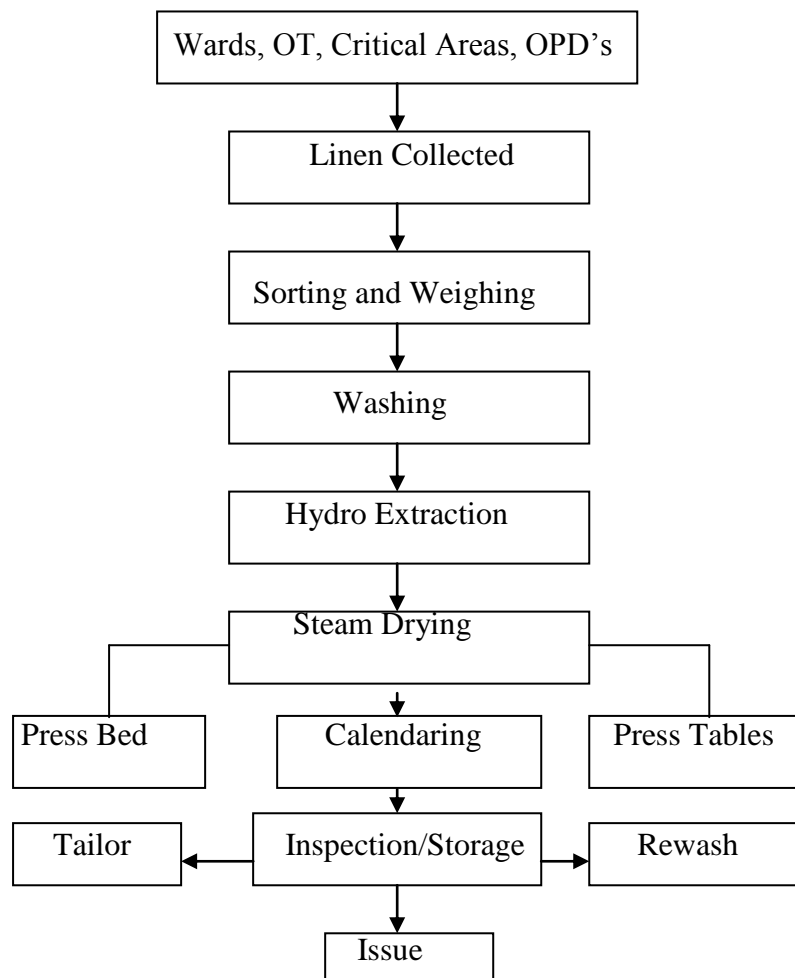 Wards, OT, Critical Areas, OPD’s
Linen Collected
Sorting and Weighing
Washing
Hydro Extraction
Steam Drying
Press Bed
Calendaring
Press Tables
Tailor
Inspection/Storage
Rewash
Issue